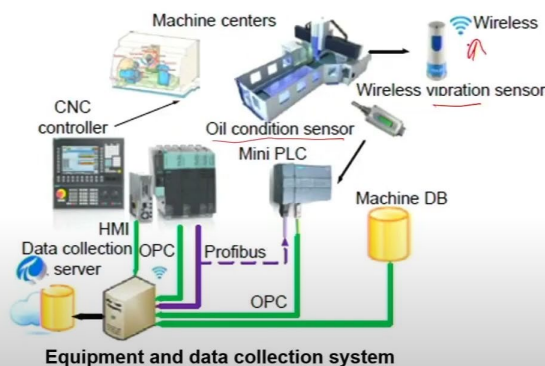 Machine centers
Wireless
Wireless vibration sensor
CNC
controller
Oil condition sensor
Mini PLC
Machine DB
HMI
Data collection
server
OPC
Profibus
OPC
Equipment and data collection system